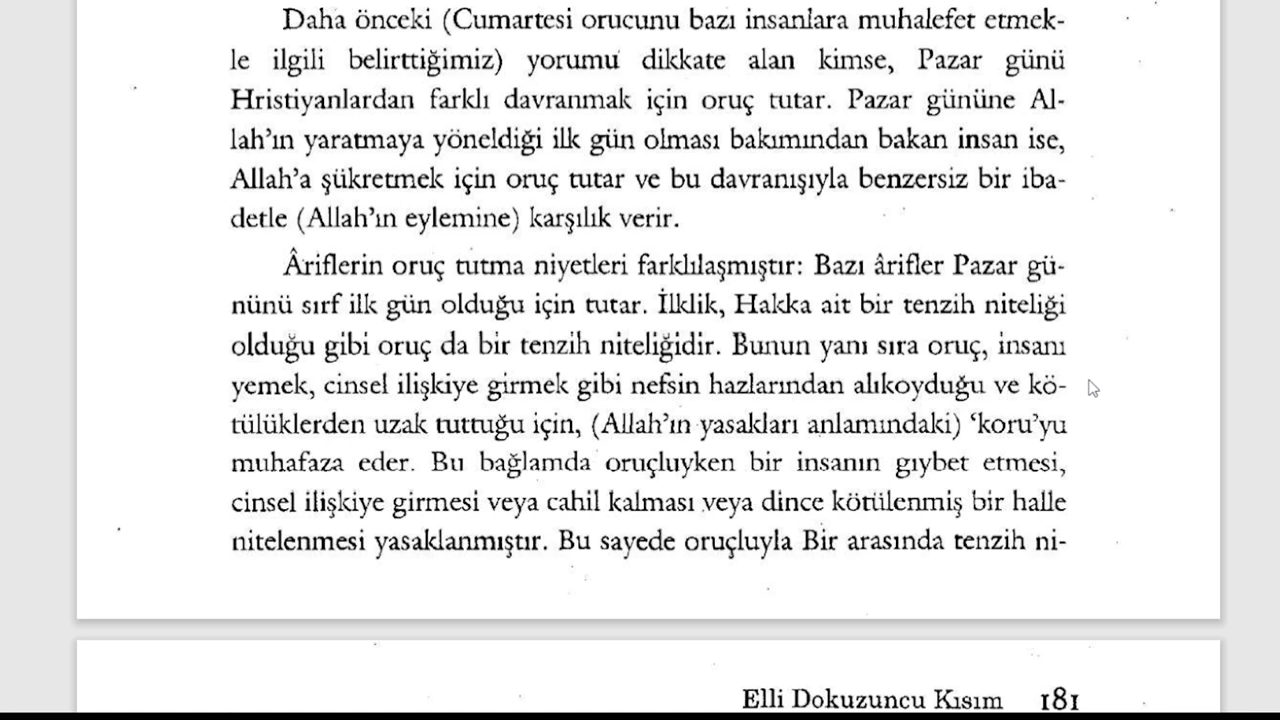 Daha önceki (Cumartesi orucunu bazı insanlara muhalefet etmek-
le ilgili belirttiğimiz) yorumu dikkate alan kimse, Pazar günü
Hristiyanlardan farklı davranmak için oruç tutar. Pazar gününe Al-
lah'ın yaratmaya yöneldiği ilk gün olması bakımından bakan insan ise,
Allah'a şükretmek için oruç tutar ve bu davranışıyla benzersiz bir iba-
detle (Allah'ın eylemine) karşılık verir.
Âriflerin oruç tutma niyetleri farklılaşmıştır: Bazı ârifler Pazar gü-
nünü sırf ilk gün olduğu için tutar. İlklik, Hakka ait bir tenzih niteliği
olduğu gibi oruç da bir tenzih niteliğidir. Bunun yanı sıra oruç, insanı
yemek, cinsel ilişkiye girmek gibi nefsin hazlarından alıkoyduğu ve kö-
tülüklerden uzak tuttuğu için, (Allah'ın yasakları anlamındaki) 'koru'yu
muhafaza eder. Bu bağlamda oruçluyken bir insanın gıybet etmesi,
cinsel ilişkiye girmesi veya cahil kalması veya dince kötülenmiş bir halle
nitelenmesi yasaklanmıştır. Bu sayede oruçluyla Bir arasında tenzih ni-
Elli Dokuzuncu Kısım 181